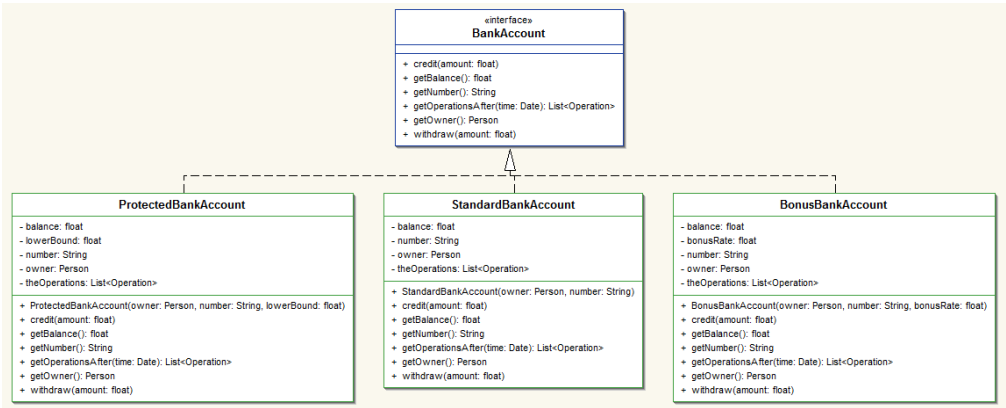 «interface»
BankAccount
+ credit(amount: float)
+ getBalance(): float
+ getNumber(): String
+ getOperationsAfter(time: Date): List<Operation>
+ getOwner(): Person
+ withdraw(amount: float)
ProtectedBankAccount
- balance: float
- lowerBound: float
- number: String
- owner: Person
- theOperations: List<Operation>
+ ProtectedBankAccount(owner: Person, number: String, lowerBound: float)
+ credit(amount: float)
+ getBalance(): float
+ getNumber(): String
+ getOperationsAfter(time: Date): List<Operation>
+ getOwner(): Person
+ withdraw(amount: float)
StandardBankAccount
- balance: float
- number: String
- owner: Person
- theOperations: List<Operation>
+ StandardBankAccount(owner: Person, number: String)
+ credit(amount: float)
+ getBalance(): float
+ getNumber(): String
+ getOperationsAfter(time: Date): List<Operation>
+ getOwner(): Person
+ withdraw(amount: float)
BonusBankAccount
- balance: float
- bonusRate: float
- number: String
- owner: Person
- theOperations: List<Operation>
+ BonusBankAccount(owner: Person, number: String, bonusRate: float)
+ credit(amount: float)
+ getBalance(): float
+ getNumber(): String
+ getOperationsAfter(time: Date): List<Operation>
+ getOwner(): Person
+ withdraw(amount: float)